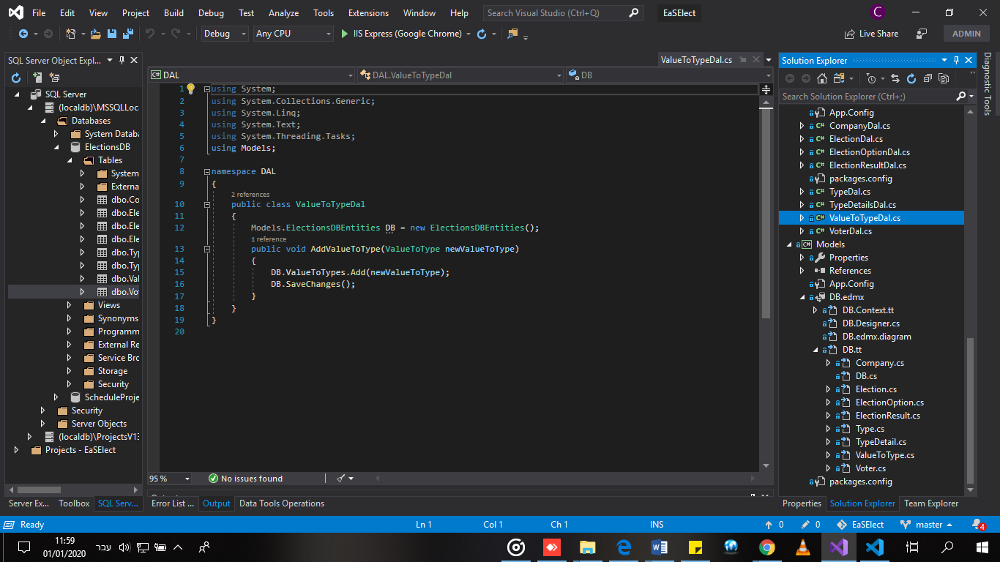 File Edit View Project Build Debug Test Analyze Tools Extensions Window Help Search Visual Studio (Ctrl+Q) EaSElect C
Debug Any CPU IIS Express (Google Chrome) Live Share ADMIN
SQL Server Object Expl...
SQL Server
(localdb)\MSSQLLoc
Databases
System Databa
ElectionsDB
Tables
System
Externa
dbo.Co
dbo.Ele
dbo.Ele
dbo.Ele
dbo.Typ
dbo.Typ
dbo.Val
dbo.Vot
Views
Synonyms
Programm
External Re
Service Bro
Storage
Security
ScheduleProje
Security
Server Objects
(localdb)\ProjectsV13
Projects - EaSElect
Server Ex... Toolbox SQL Serv...
ValueToTypeDal.cs
DAL DAL.ValueToTypeDal DB
1 using System;
2 using System.Collections.Generic;
3 using System.Linq;
4 using System.Text;
5 using System.Threading.Tasks;
6 using Models;
7
8 namespace DAL
9 {
2 references
10 public class ValueToTypeDal
11 {
12 Models.ElectionsDBEntities DB = new ElectionsDBEntities();
1 reference
13 public void AddValueToType(ValueToType newValueToType)
14 {
15 DB.ValueToTypes.Add(newValueToType);
16 DB.SaveChanges();
17 }
18 }
19 }
20
95 % No issues found
Error List ... Output Data Tools Operations
Solution Explorer
Search Solution Explorer (Ctrl+;)
App.Config
CompanyDal.cs
ElectionDal.cs
ElectionOptionDal.cs
ElectionResultDal.cs
packages.config
TypeDal.cs
TypeDetailsDal.cs
ValueToTypeDal.cs
VoterDal.cs
Models
Properties
References
App.Config
DB.edmx
DB.Context.tt
DB.Designer.cs
DB.edmx.diagram
DB.tt
Company.cs
DB.cs
Election.cs
ElectionOption.cs
ElectionResult.cs
Type.cs
TypeDetail.cs
ValueToType.cs
Voter.cs
packages.config
Properties Solution Explorer Team Explorer
Diagnostic Tools
Ready Ln 1 Col 1 Ch 1 INS 0 0 EaSElect master 4
11:59
01/01/2020
עבר